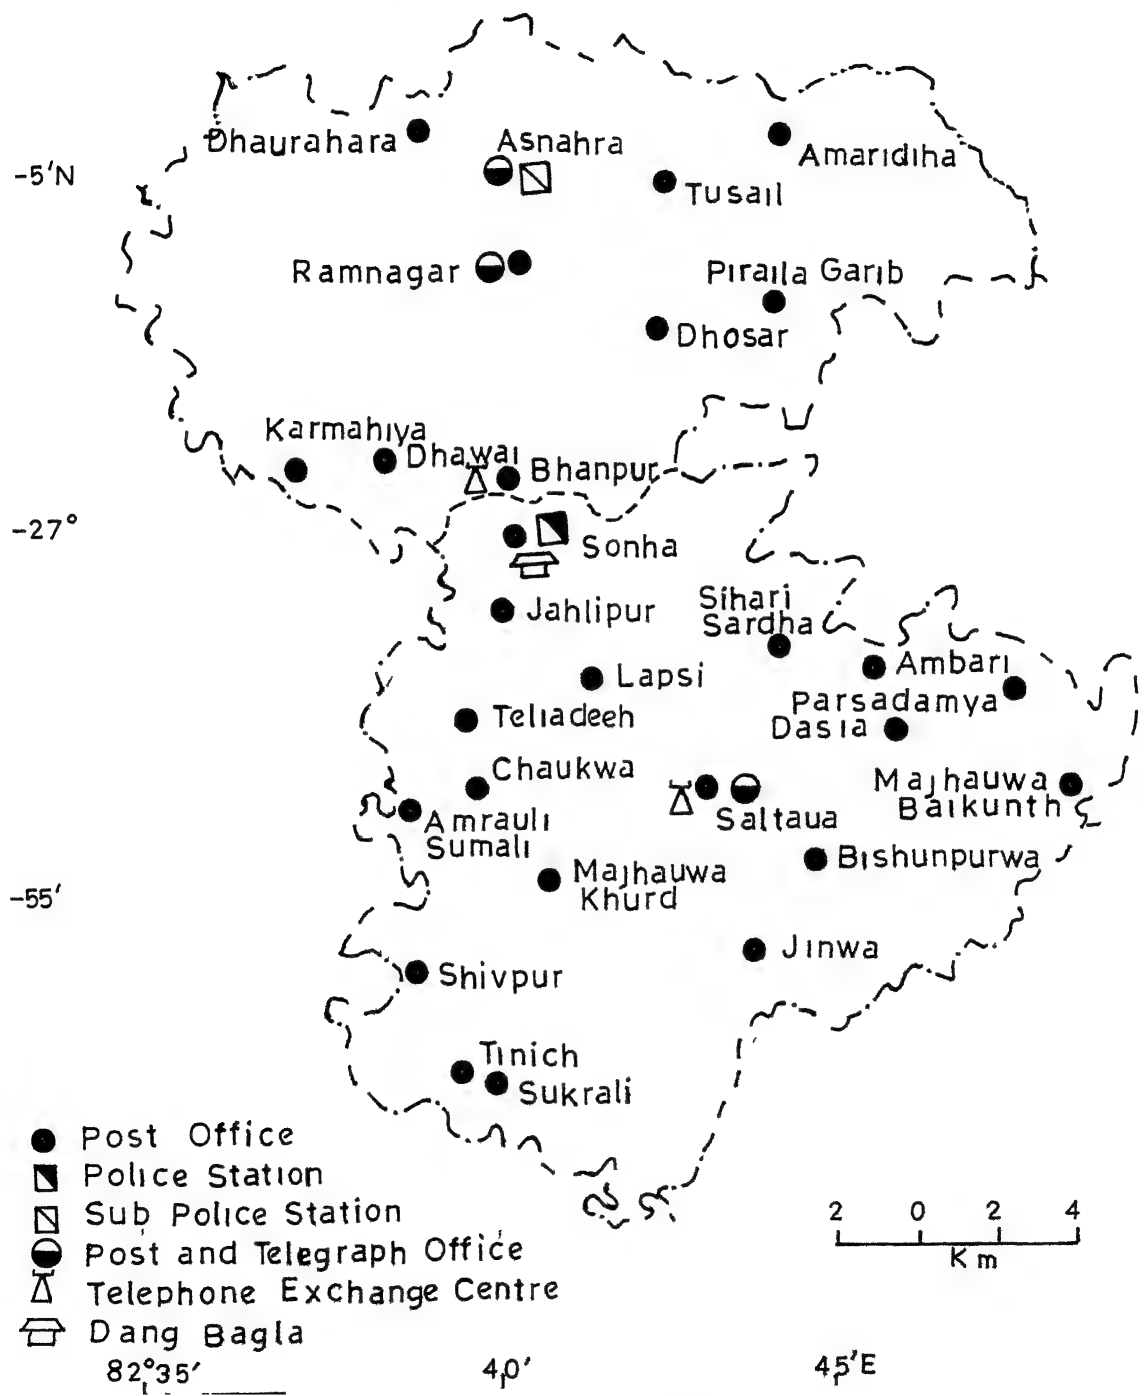 Dhaurahara
Asnahra
Amaridiha
-5'N
Tusail
Ramnagar
Piraila Garib
Dhosar
Karmahiya
Dhawai
Bhanpur
-27°
Sonha
Jahlipur
Sihari
Sardha
Lapsi
Ambari
Parsadamya
Teliadeeh
Dasia
Chaukwa
Majhauwa
Baikunth
Amrauli
Sumali
Saltaua
Bishunpurwa
Majhauwa
Khurd
-55'
Jinwa
Shivpur
Tinich
Sukrali
Post Office
Police Station
Sub Police Station
Post and Telegraph Office
Telephone Exchange Centre
Dang Bagla
2 0 2 4
Km
82°35' 40' 45'E